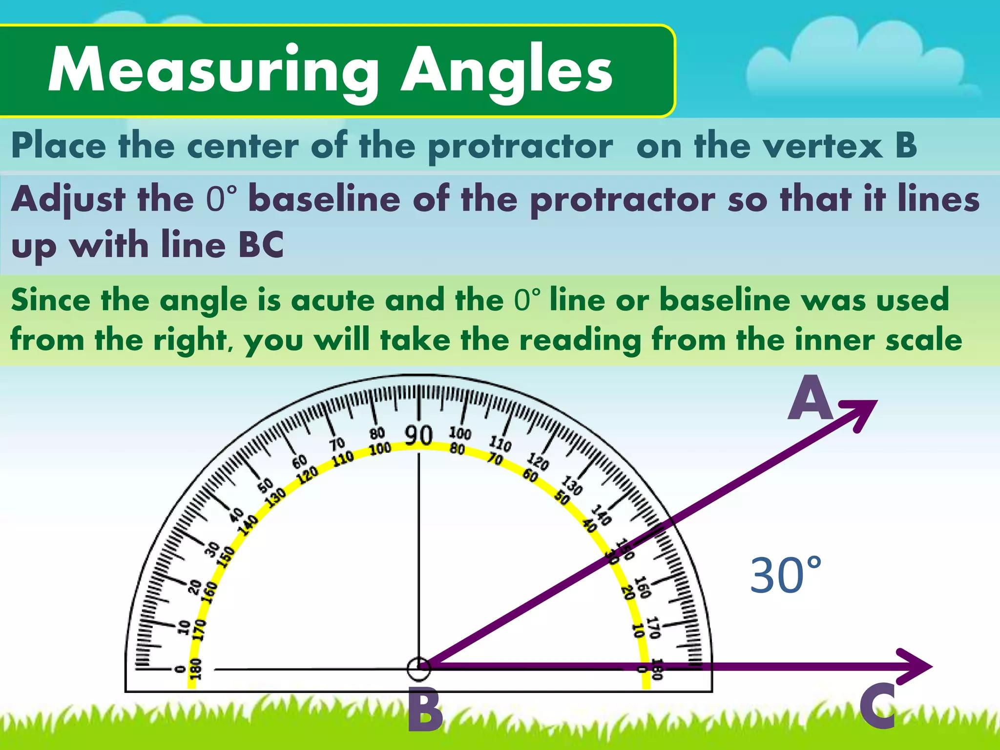 Measuring Angles
Place the center of the protractor on the vertex B
Adjust the 0° baseline of the protractor so that it lines
up with line BC
Since the angle is acute and the 0° line or baseline was used
from the right, you will take the reading from the inner scale
A
0 10 20 30 40 50 60 70 80 90 100 110 120 130 140 150 160 170 180
180 170 160 150 140 130 120 110 100 80 70 60 50 40 30 20 10 0
30°
B
C